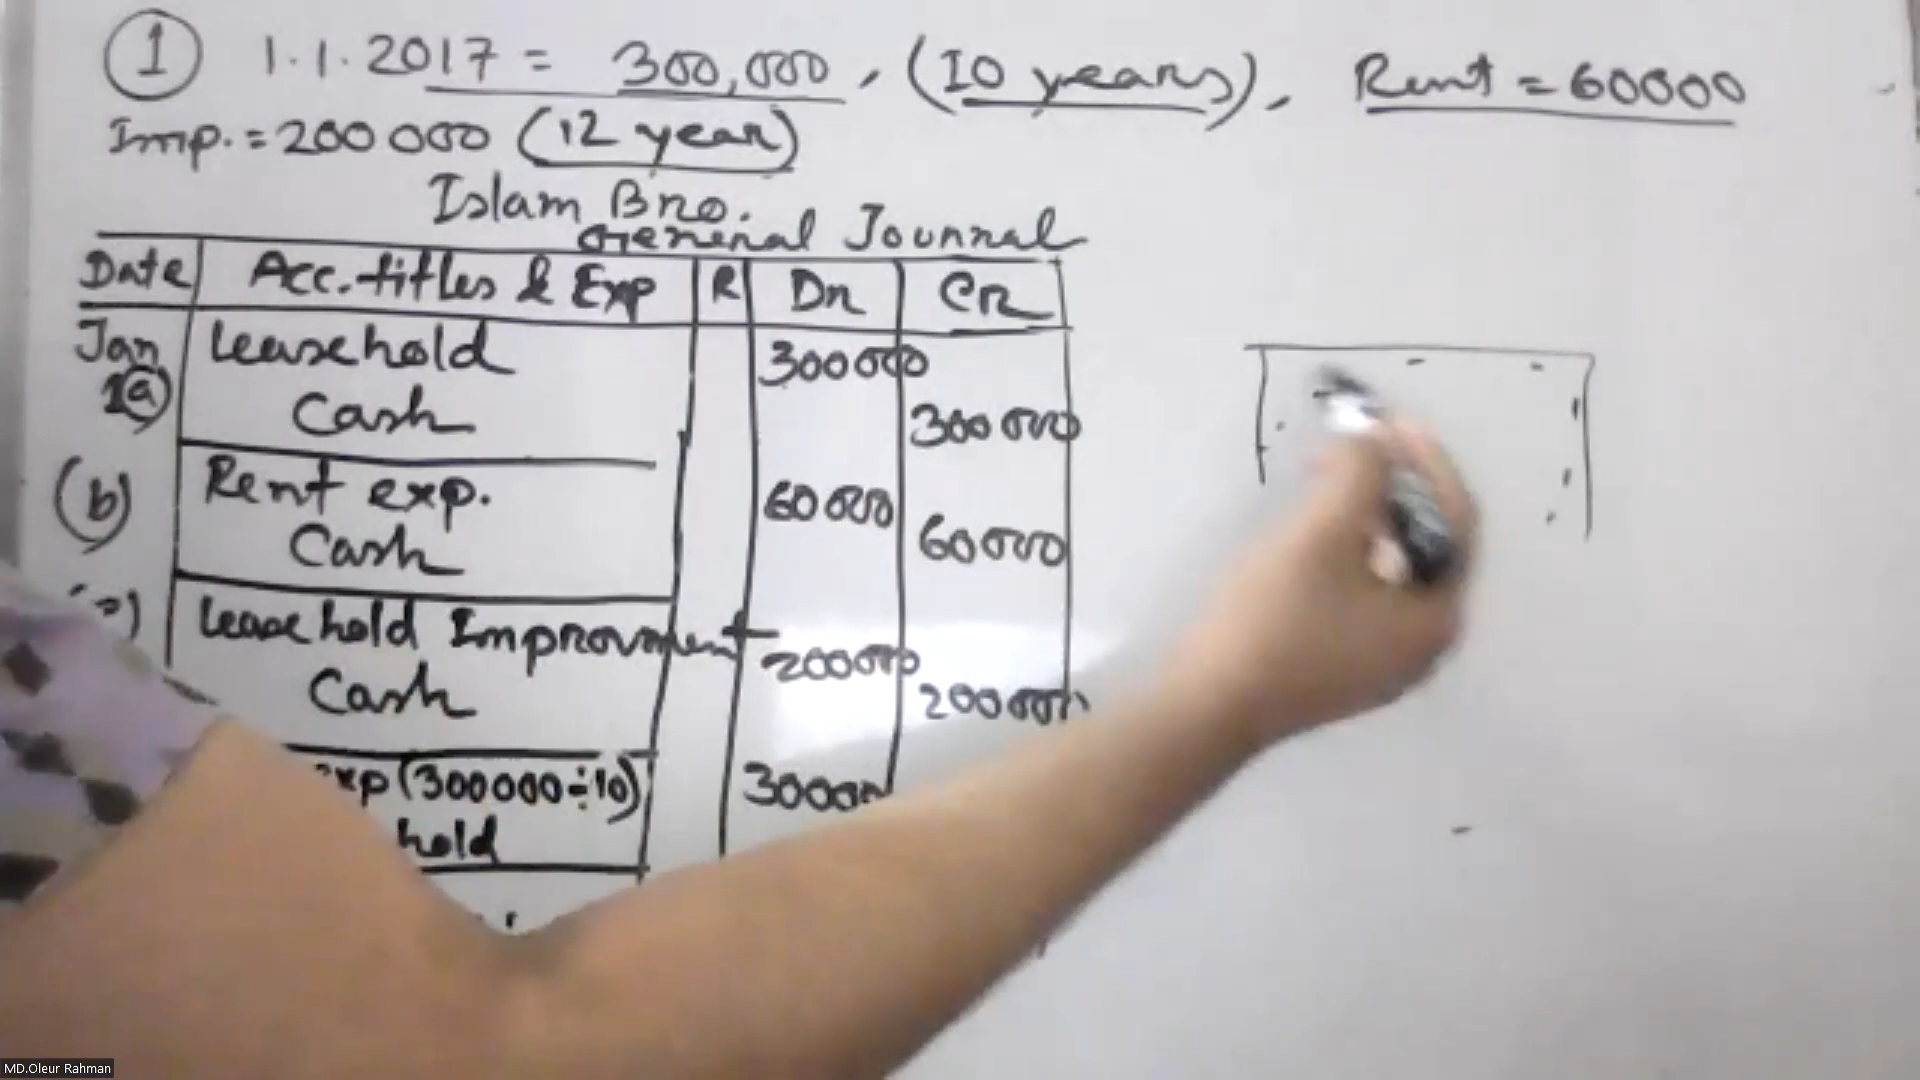 1 1.1.2017 = 300,000, (10 years), Rent = 60000
Imp. = 200000 (12 year)
Islam Bro.
General Journal
Date Acc. titles & Exp R Dr Cr
Jan Leasehold 300000
1(a) Cash 300000
(b) Rent exp. 60000
Cash 60000
Leasehold Improvment 200000
Cash 200000
exp (300000÷10) 30000
hold
MD.Oleur Rahman